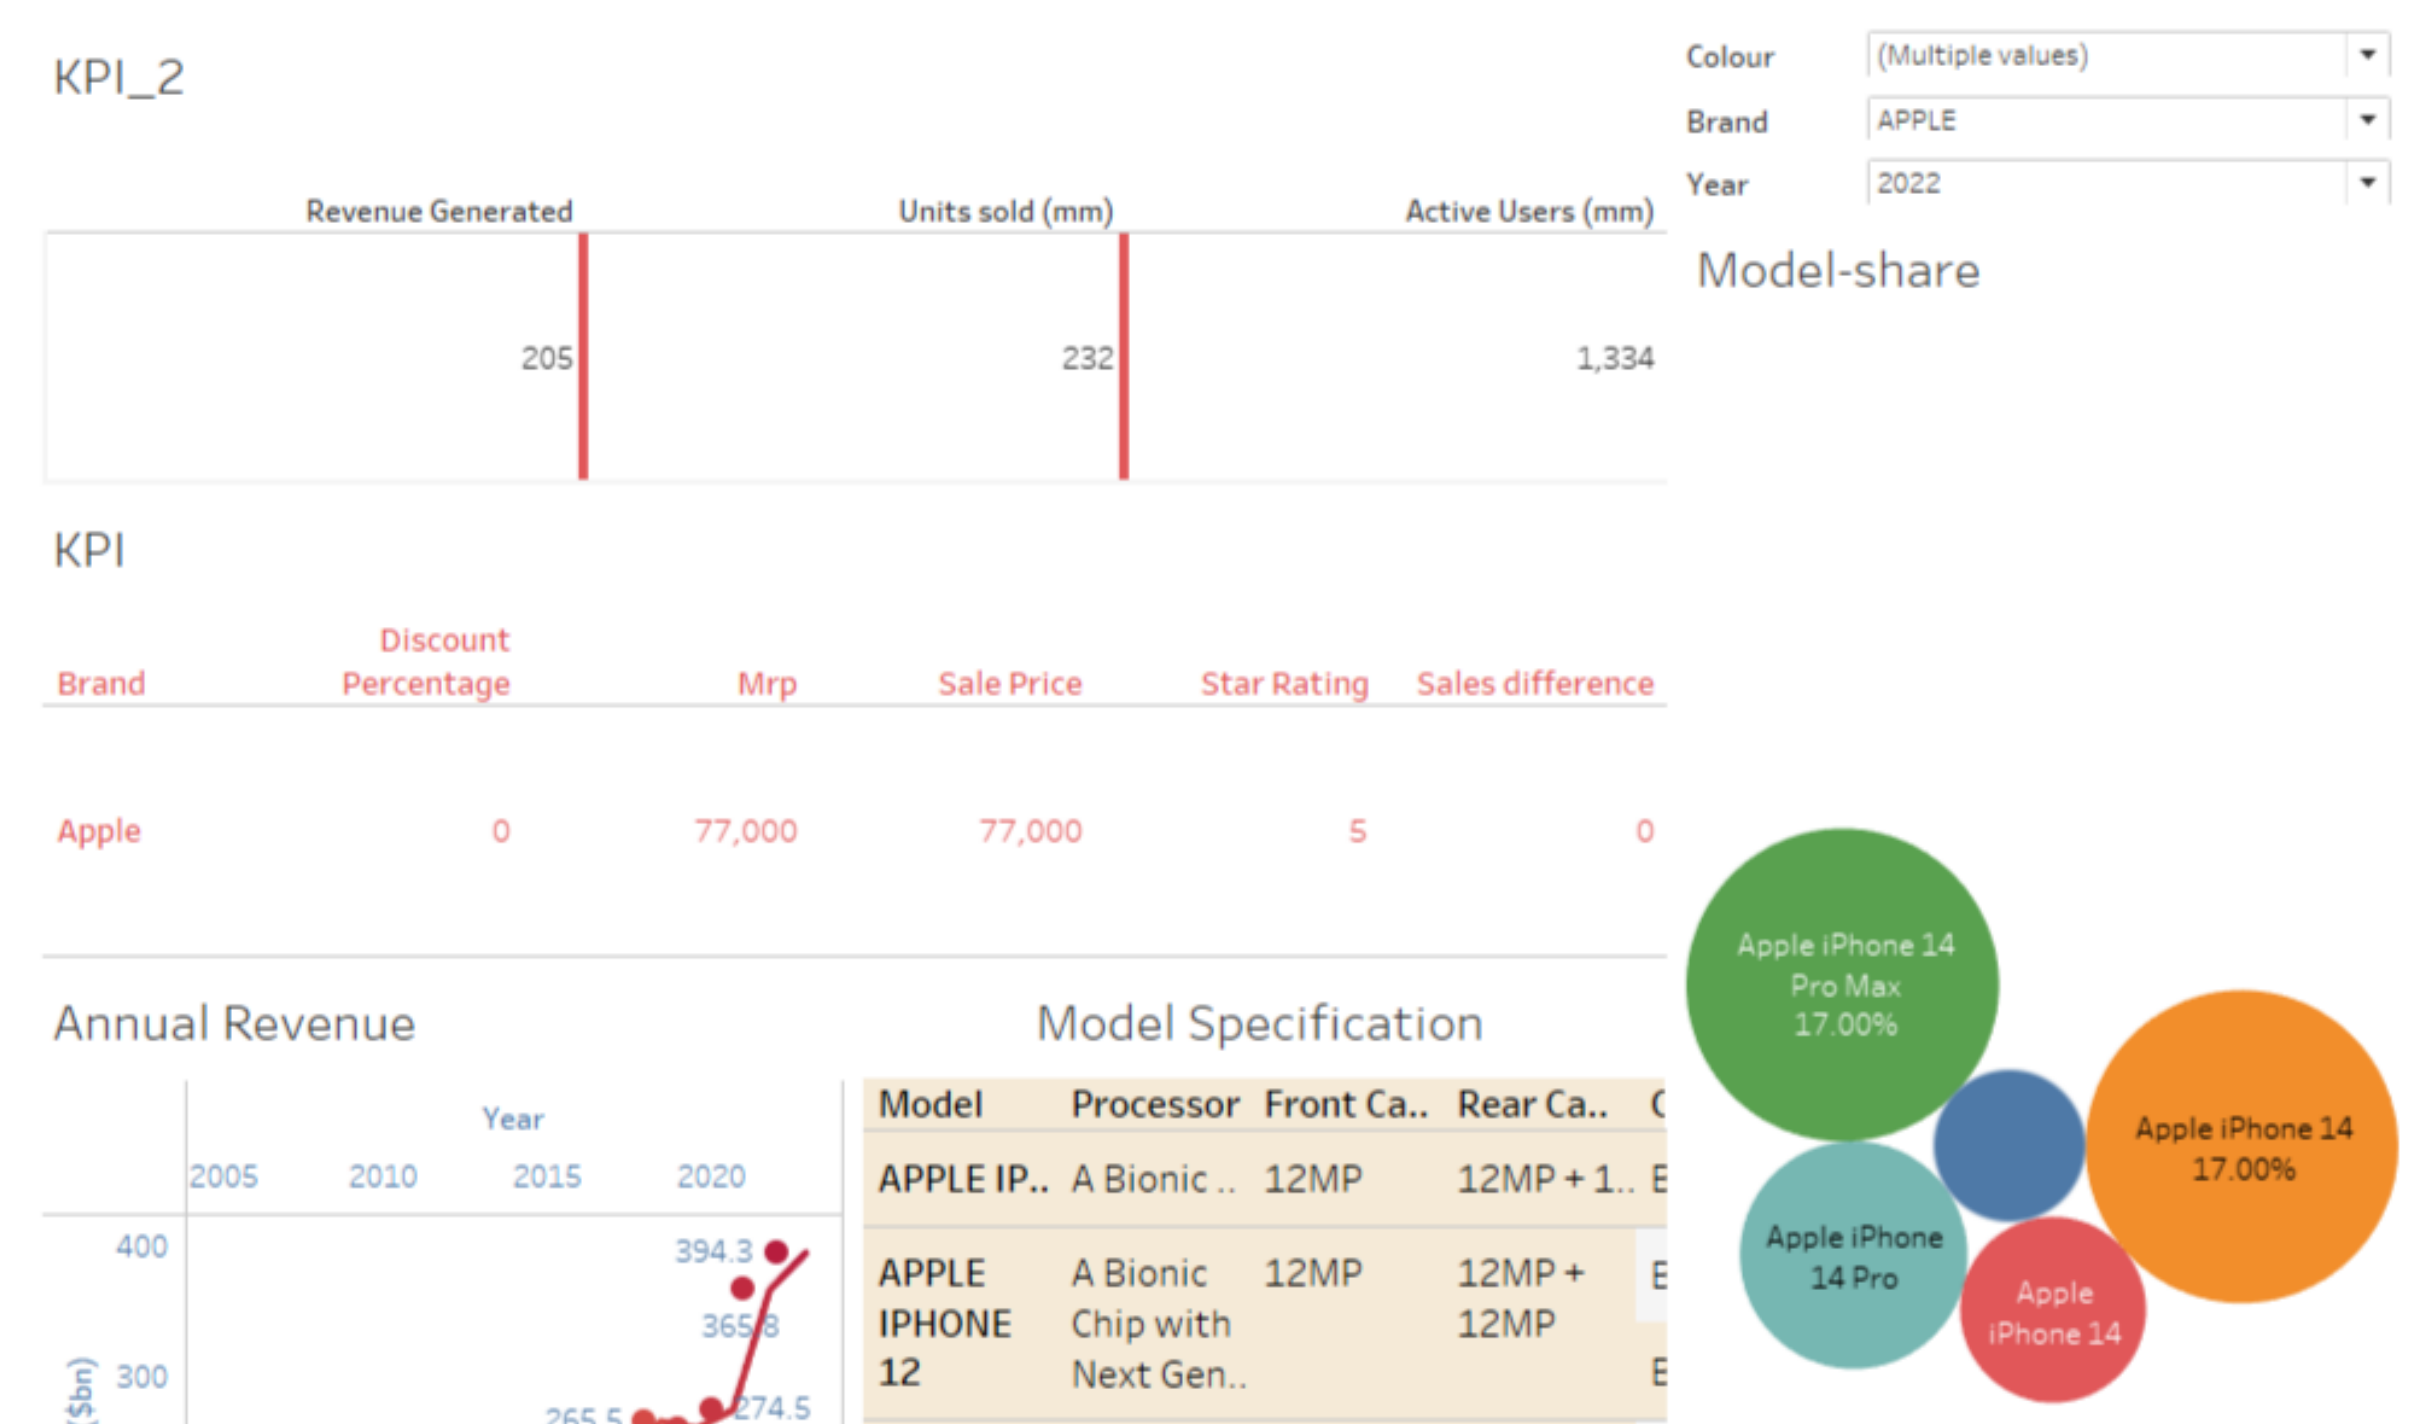 KPI_2
Colour (Multiple values)
Brand APPLE
Year 2022
Revenue Generated Units sold (mm) Active Users (mm)
205 232 1,334
Model-share
KPI
Discount
Brand Percentage Mrp Sale Price Star Rating Sales difference
Apple 0 77,000 77,000 5 0
Annual Revenue
Year
2005 2010 2015 2020
400
300
($bn)
394.3
365.8
274.5
265.5
Model Specification
Model Processor Front Ca.. Rear Ca..
APPLE IP.. A Bionic .. 12MP 12MP + 1..
APPLE A Bionic 12MP 12MP +
IPHONE Chip with 12MP
12 Next Gen..
Apple iPhone 14
Pro Max
17.00%
Apple iPhone 14
17.00%
Apple iPhone
14 Pro
Apple
iPhone 14